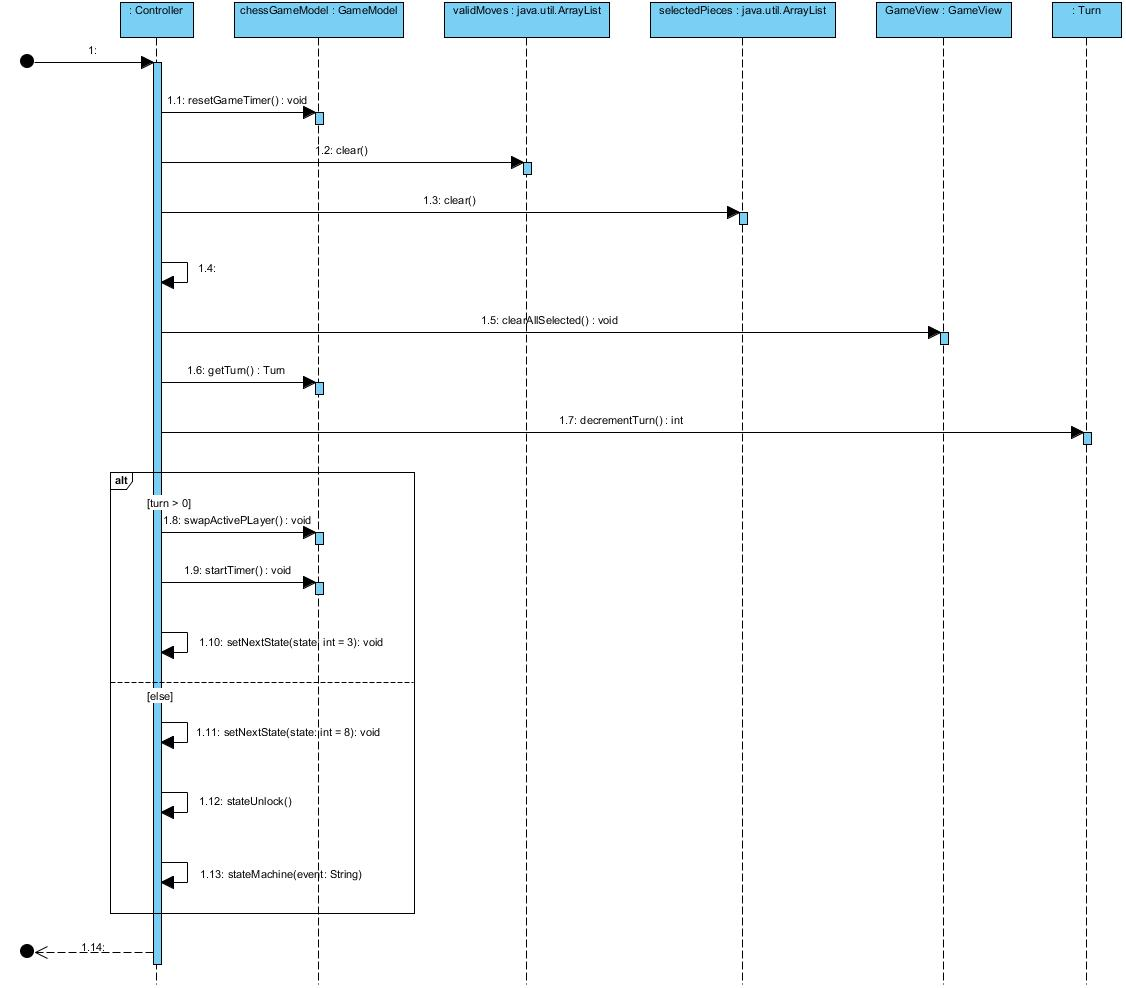 : Controller
chessGameModel : GameModel
validMoves : java.util.ArrayList
selectedPieces : java.util.ArrayList
GameView : GameView
: Turn
1:
1.1: resetGameTimer() : void
1.2: clear()
1.3: clear()
1.4:
1.5: clearAllSelected() : void
1.6: getTurn() : Turn
1.7: decrementTurn() : int
alt
[turn > 0]
1.8: swapActivePLayer() : void
1.9: startTimer() : void
1.10: setNextState(state: int = 3): void
[else]
1.11: setNextState(state: int = 8): void
1.12: stateUnlock()
1.13: stateMachine(event: String)
1.14: